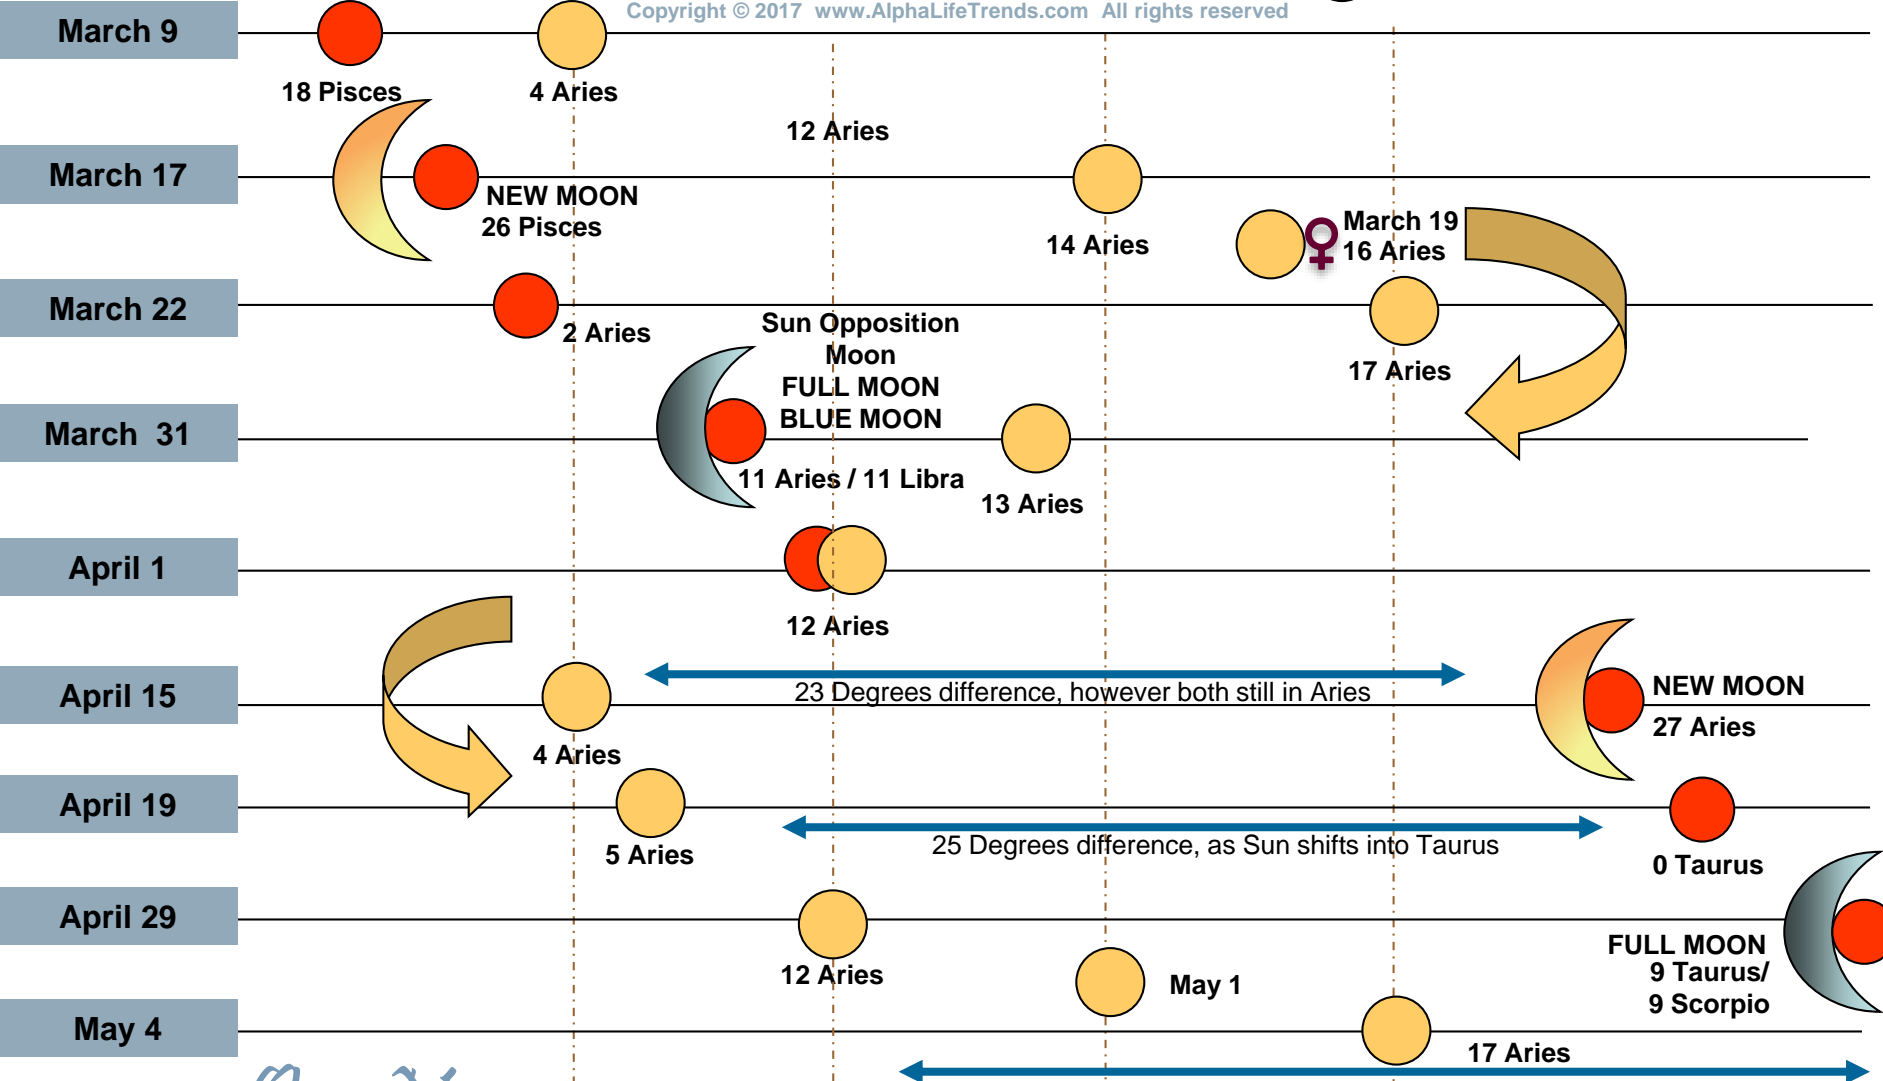 Copyright © 2017 www.AlphaLifeTrends.com All rights reserved
March 9
18 Pisces
4 Aries
12 Aries
March 17
NEW MOON
26 Pisces
14 Aries
March 19
16 Aries
March 22
2 Aries
17 Aries
Sun Opposition
Moon
FULL MOON
BLUE MOON
March 31
11 Aries / 11 Libra
13 Aries
April 1
12 Aries
April 15
4 Aries
23 Degrees difference, however both still in Aries
NEW MOON
27 Aries
April 19
5 Aries
25 Degrees difference, as Sun shifts into Taurus
0 Taurus
April 29
12 Aries
FULL MOON
9 Taurus/
9 Scorpio
May 1
May 4
17 Aries